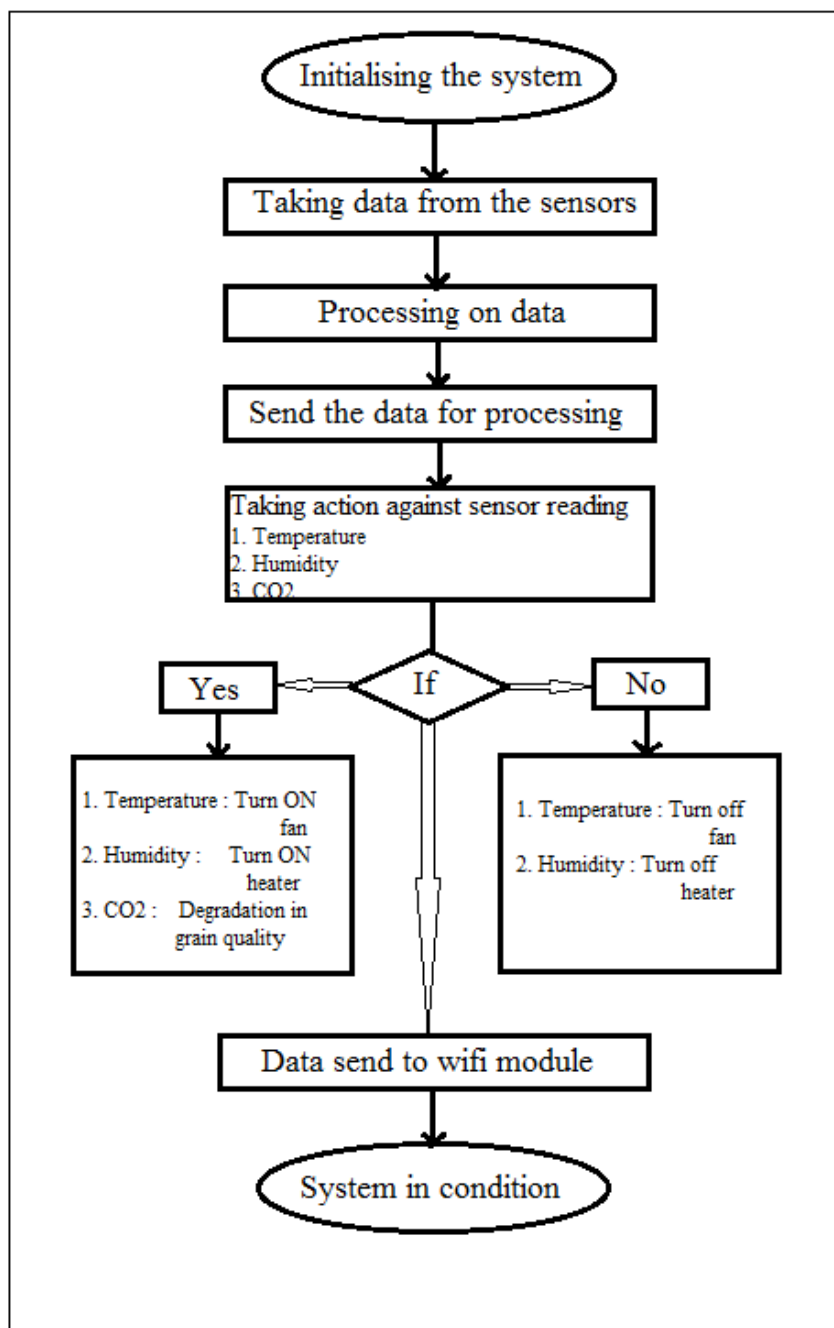 Initialising the system
Taking data from the sensors
Processing on data
Send the data for processing
Taking action against sensor reading
1. Temperature
2. Humidity
3. CO2
If
Yes
No
1. Temperature : Turn ON
fan
2. Humidity : Turn ON
heater
3. CO2 : Degradation in
grain quality
1. Temperature : Turn off
fan
2. Humidity : Turn off
heater
Data send to wifi module
System in condition